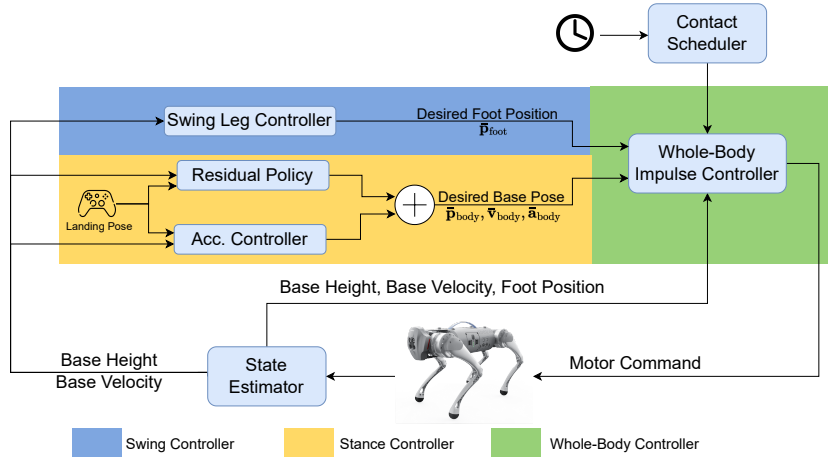 Contact
Scheduler
Swing Leg Controller
Desired Foot Position
p̄foot
Whole-Body
Impulse Controller
Residual Policy
Landing Pose
Acc. Controller
Desired Base Pose
p̄body, v̄body, ābody
Base Height, Base Velocity, Foot Position
Base Height
Base Velocity
State
Estimator
Motor Command
Swing Controller
Stance Controller
Whole-Body Controller